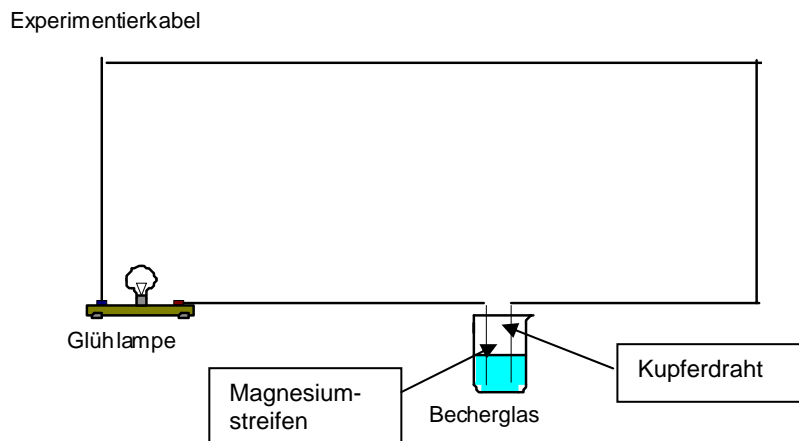 Experimentierkabel
Glühlampe
Magnesium-
streifen
Becherglas
Kupferdraht